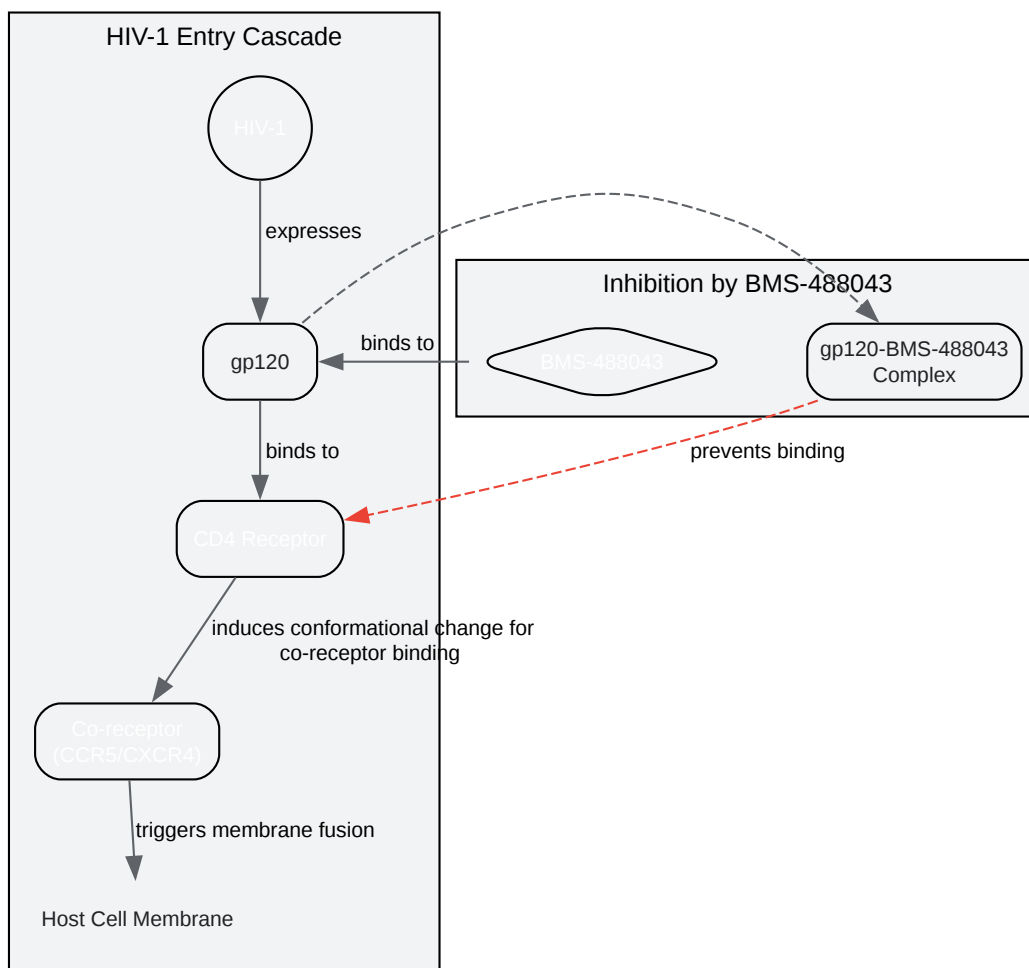 HIV-1 Entry Cascade
HIV-1
expresses
Inhibition by BMS-488043
gp120
binds to
BMS-488043
gp120-BMS-488043
Complex
binds to
prevents binding
CD4 Receptor
induces conformational change for
co-receptor binding
Co-receptor
(CCR5/CXCR4)
triggers membrane fusion
Host Cell Membrane